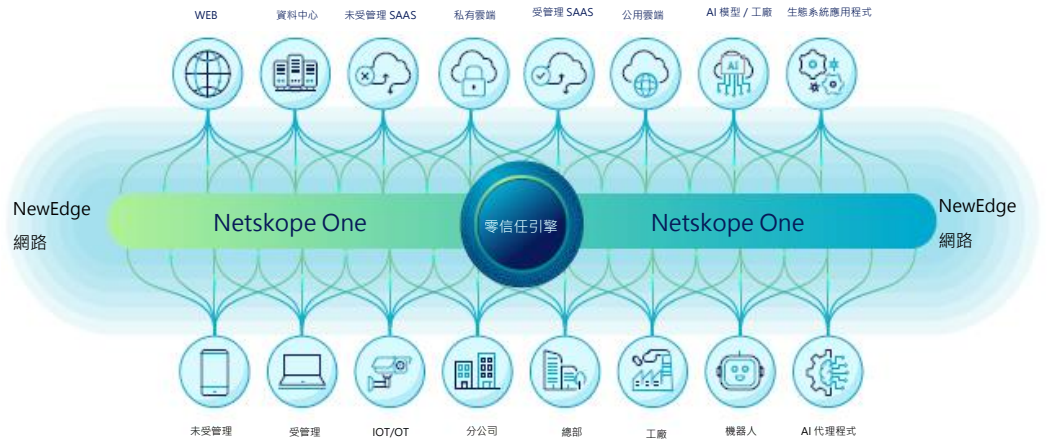 WEB
資料中心
未受管理 SAAS
私有雲端
受管理 SAAS
公用雲端
AI 模型 / 工廠
生態系統應用程式
AI
NewEdge
網路
Netskope One
零信任引擎
Netskope One
NewEdge
網路
未受管理
受管理
IOT/OT
分公司
總部
工廠
機器人
AI 代理程式